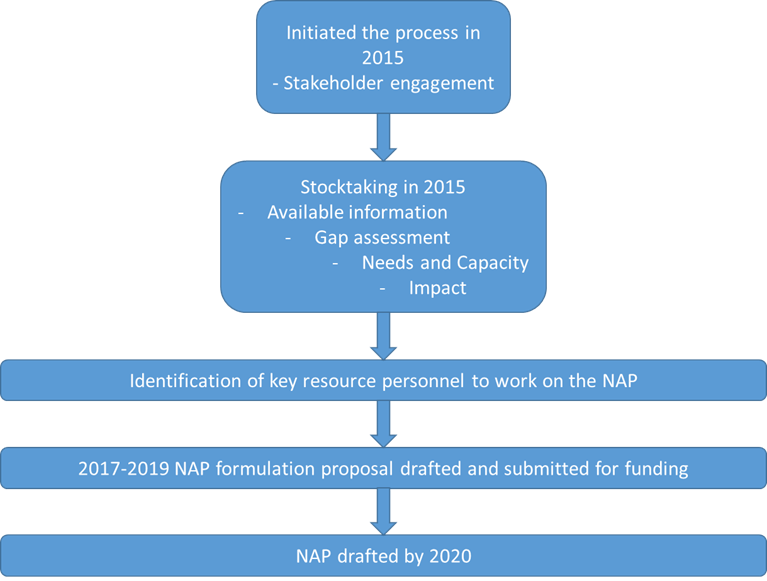 Initiated the process in
2015
- Stakeholder engagement
Stocktaking in 2015
- Available information
- Gap assessment
- Needs and Capacity
- Impact
Identification of key resource personnel to work on the NAP
2017-2019 NAP formulation proposal drafted and submitted for funding
NAP drafted by 2020